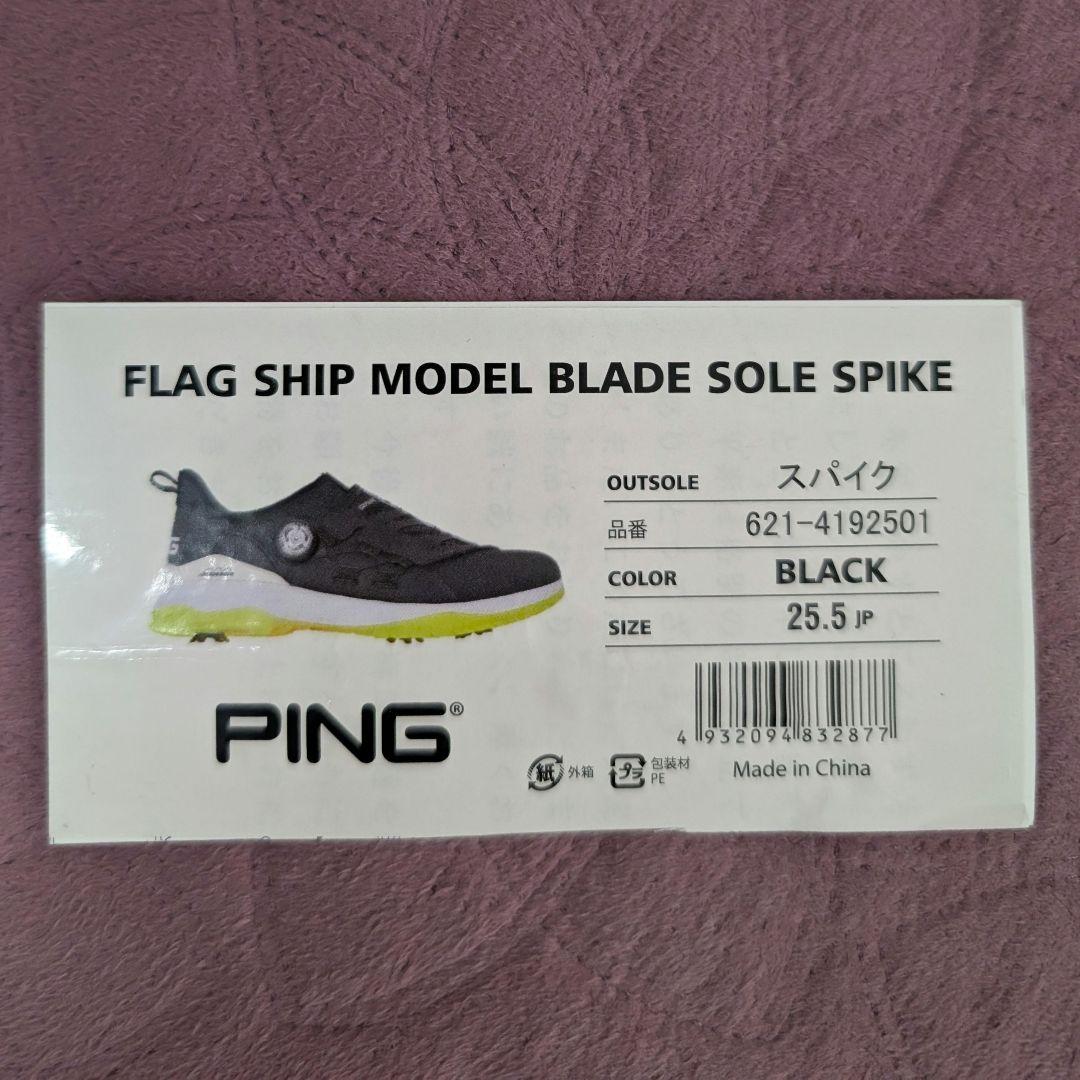 FLAG SHIP MODEL BLADE SOLE SPIKE
OUTSOLE スパイク
品番 621-4192501
COLOR BLACK
SIZE 25.5 JP
G
PING®
4 932094 832877
紙 外箱
プラ 包装材
PE
Made in China